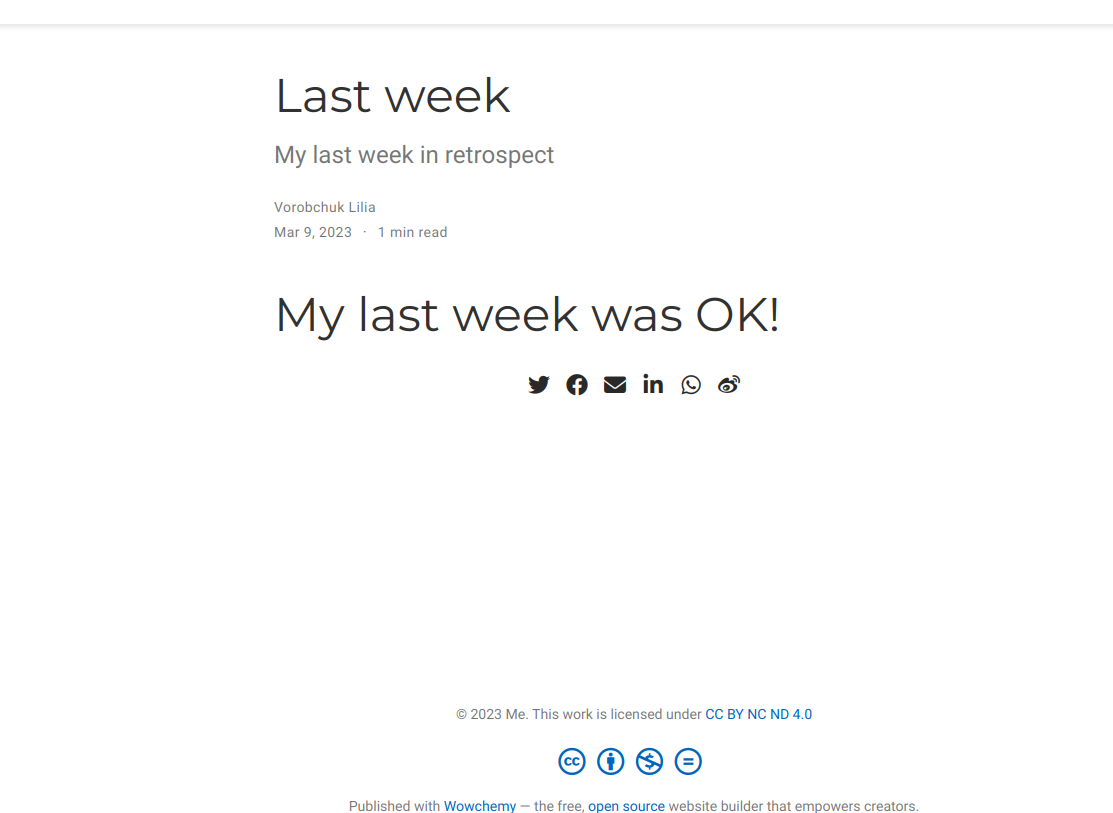 Last week
My last week in retrospect
Vorobchuk Lilia
Mar 9, 2023 · 1 min read
My last week was OK!
© 2023 Me. This work is licensed under CC BY NC ND 4.0
Published with Wowchemy — the free, open source website builder that empowers creators.